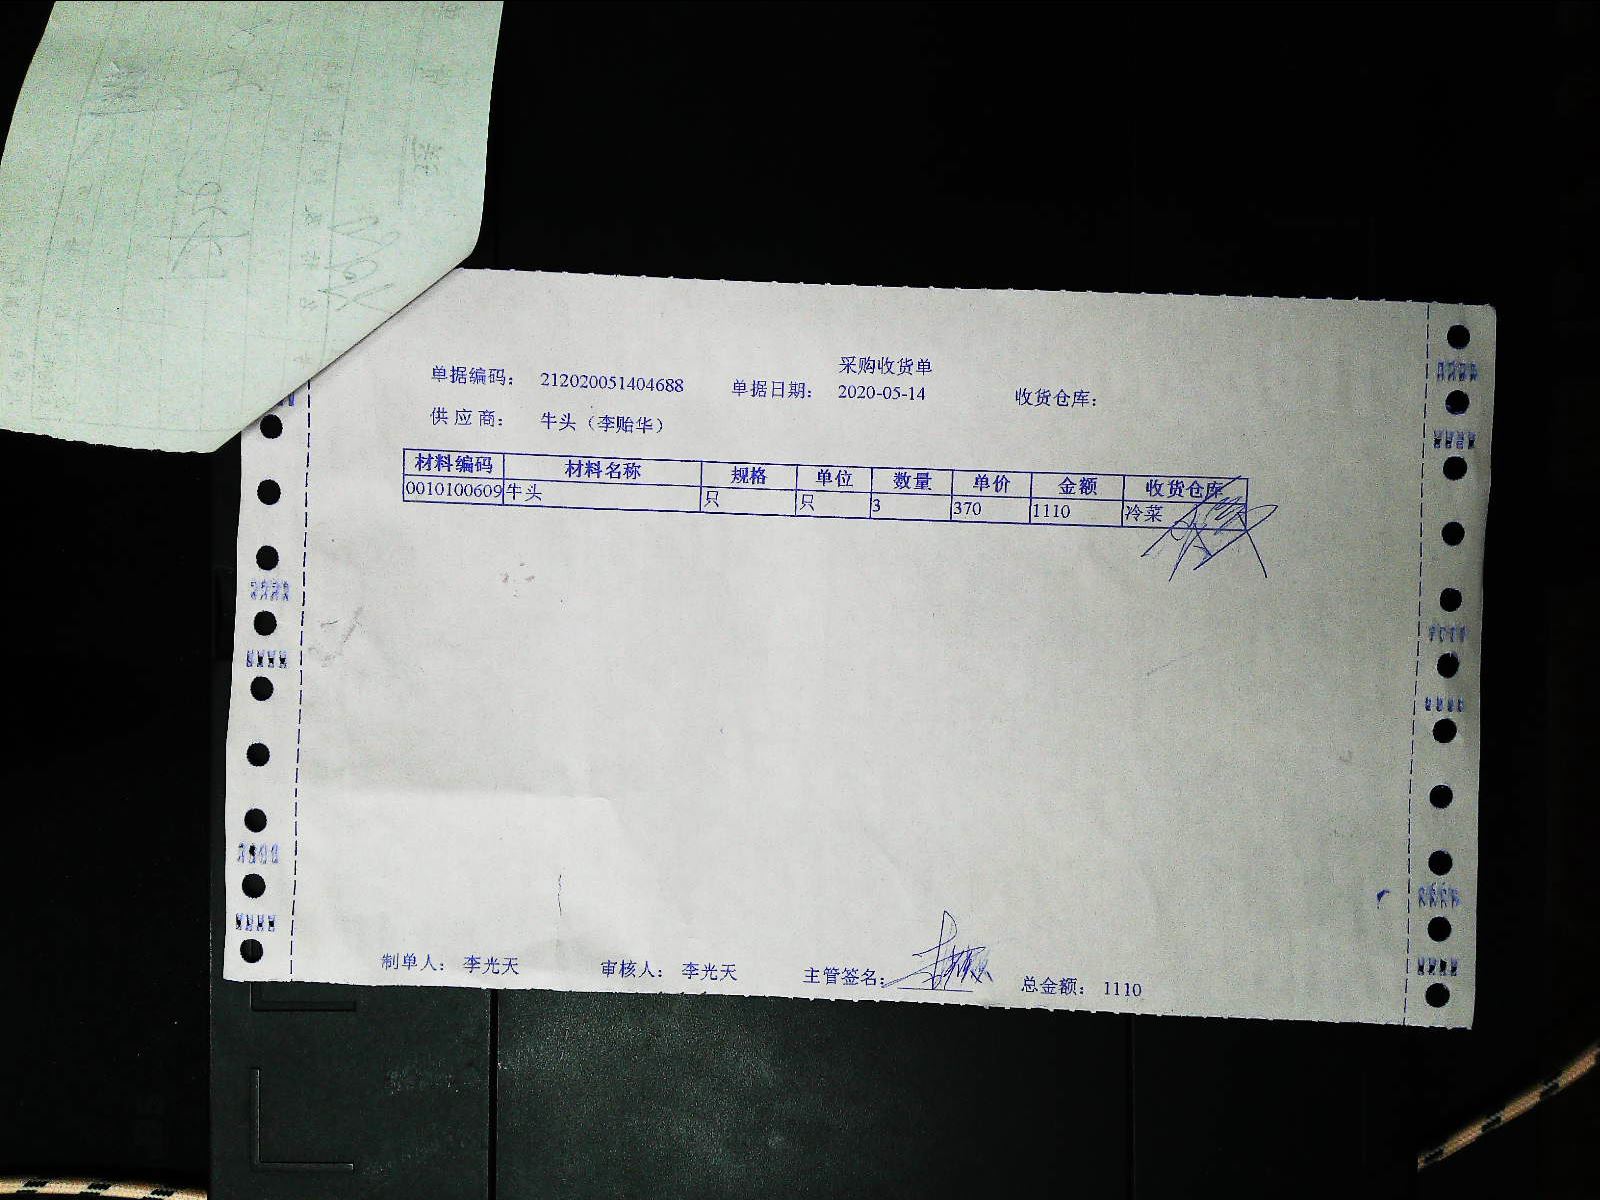 采购收货单
单据编码： 212020051404688 单据日期： 2020-05-14 收货仓库：
供 应 商： 牛头（李贻华）
材料编码 材料名称 规格 单位 数量 单价 金额 收货仓库
0010100609 牛头 只 只 3 370 1110 冷菜
制单人： 李光天 审核人： 李光天 主管签名： 总金额： 1110